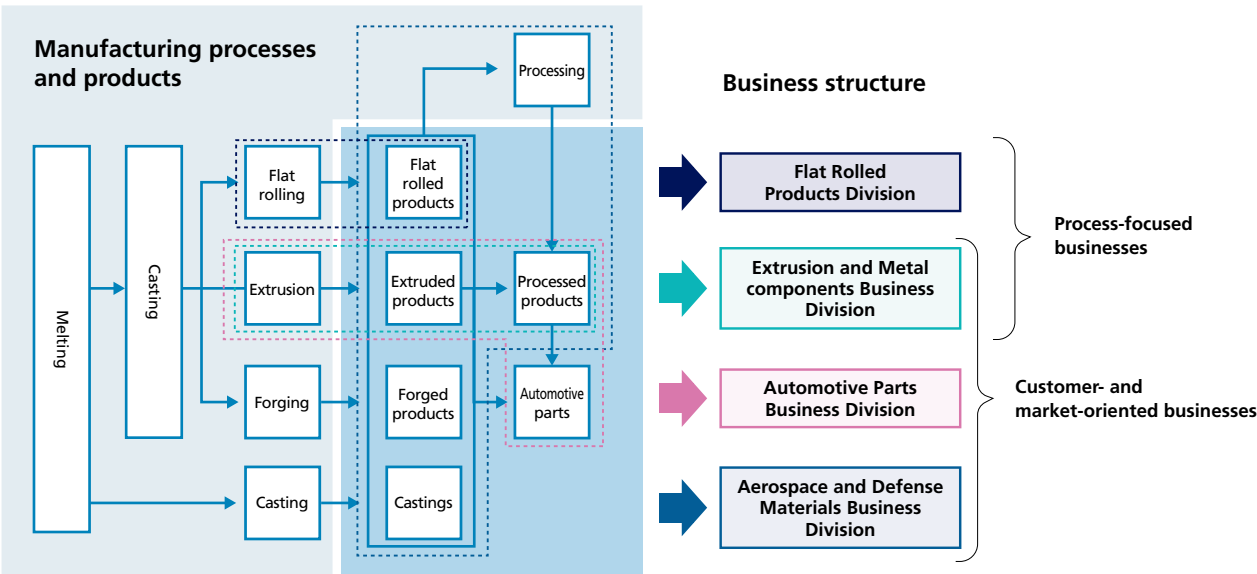 Manufacturing processes
and products
Processing
Melting
Casting
Flat
rolling
Flat
rolled
products
Extrusion
Extruded
products
Processed
products
Forging
Forged
products
Automotive
parts
Casting
Castings
Business structure
Flat Rolled
Products Division
Extrusion and Metal
components Business
Division
Automotive Parts
Business Division
Aerospace and Defense
Materials Business
Division
Process-focused
businesses
Customer- and
market-oriented businesses